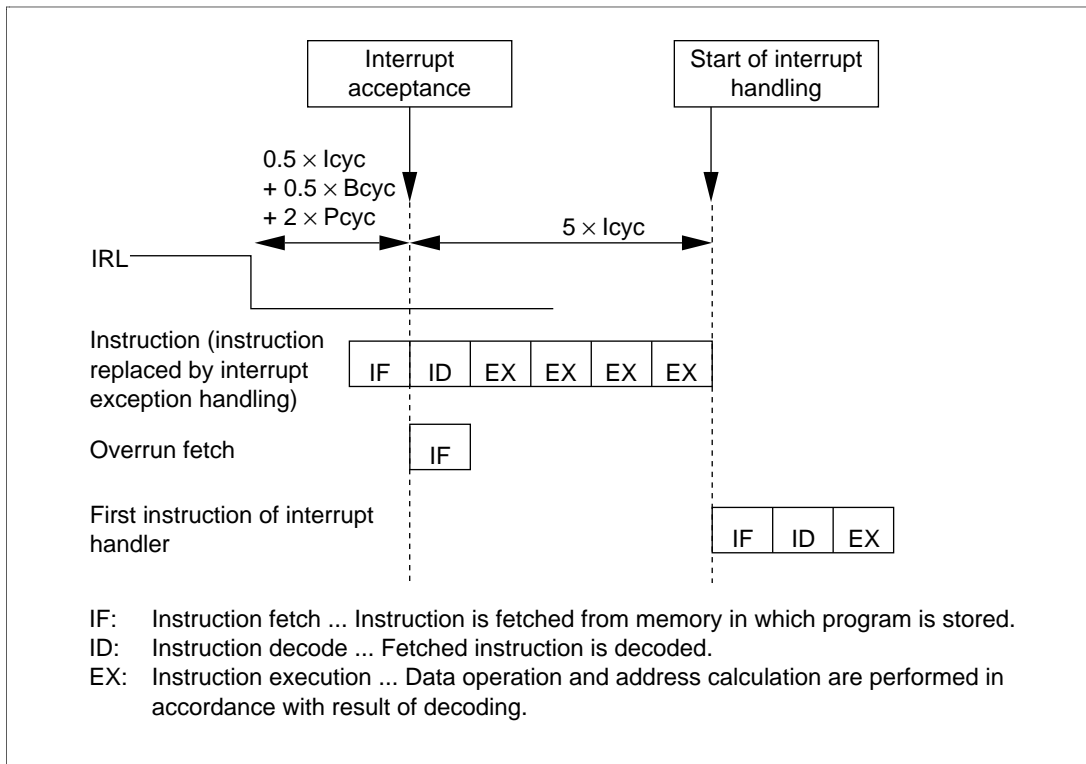 Interrupt
acceptance
Start of interrupt
handling
0.5 × Icyc
+ 0.5 × Bcyc
+ 2 × Pcyc
5 × Icyc
IRL
Instruction (instruction
replaced by interrupt
exception handling)
IF ID EX EX EX EX
Overrun fetch
IF
First instruction of interrupt
handler
IF ID EX
IF: Instruction fetch ... Instruction is fetched from memory in which program is stored.
ID: Instruction decode ... Fetched instruction is decoded.
EX: Instruction execution ... Data operation and address calculation are performed in
accordance with result of decoding.